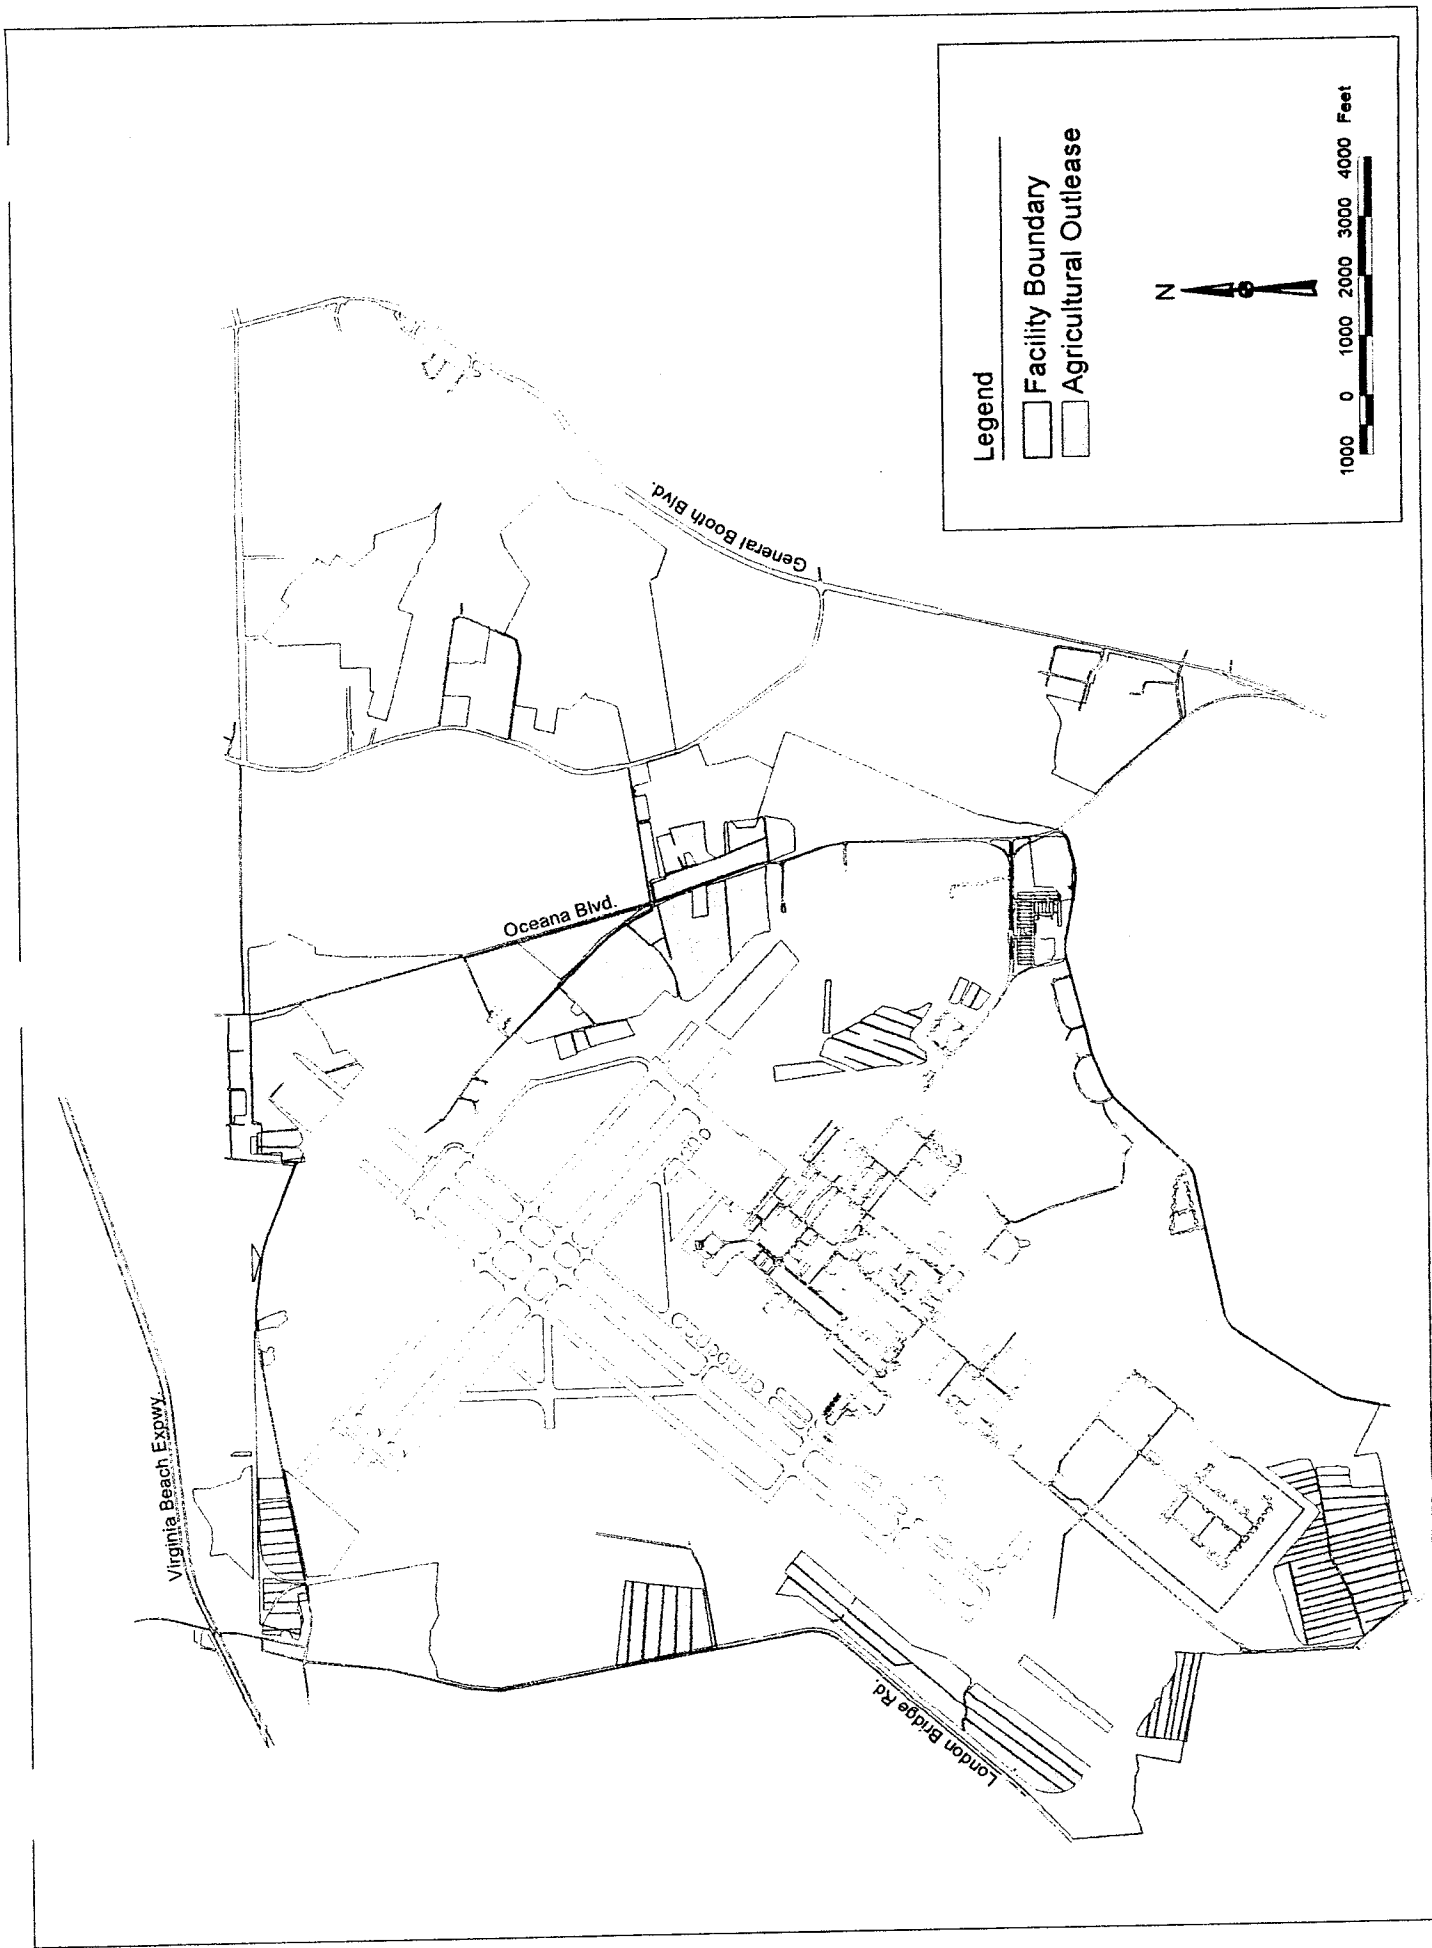 Virginia Beach Expwy.
Oceana Blvd.
General Booth Blvd.
London Bridge Rd.
Legend
Facility Boundary
Agricultural Outlease
N
1000 0 1000 2000 3000 4000 Feet